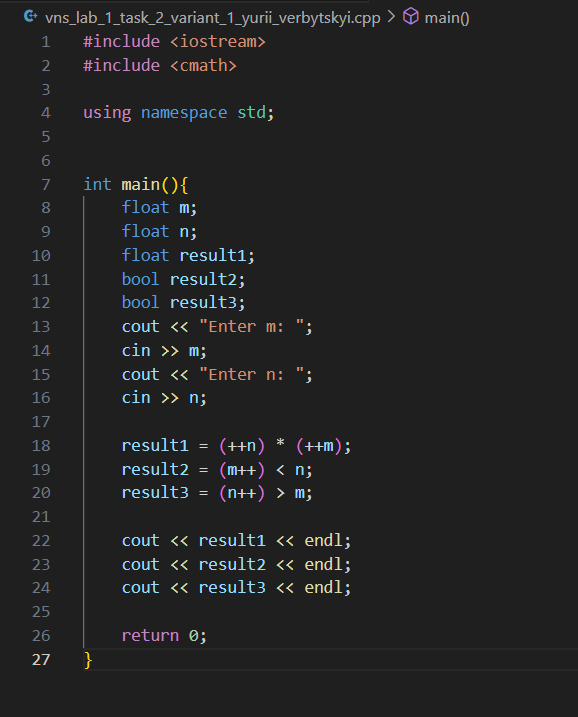 vns_lab_1_task_2_variant_1_yurii_verbytskyi.cpp > main()
1 #include <iostream>
2 #include <cmath>
3
4 using namespace std;
5
6
7 int main(){
8 float m;
9 float n;
10 float result1;
11 bool result2;
12 bool result3;
13 cout << "Enter m: ";
14 cin >> m;
15 cout << "Enter n: ";
16 cin >> n;
17
18 result1 = (++n) * (++m);
19 result2 = (m++) < n;
20 result3 = (n++) > m;
21
22 cout << result1 << endl;
23 cout << result2 << endl;
24 cout << result3 << endl;
25
26 return 0;
27 }